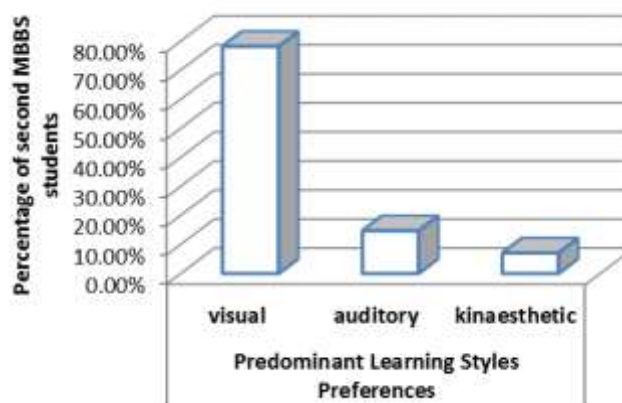 Percentage of second MBBS
students
80.00%
70.00%
60.00%
50.00%
40.00%
30.00%
20.00%
10.00%
0.00%
visual auditory kinaesthetic
Predominant Learning Styles
Preferences